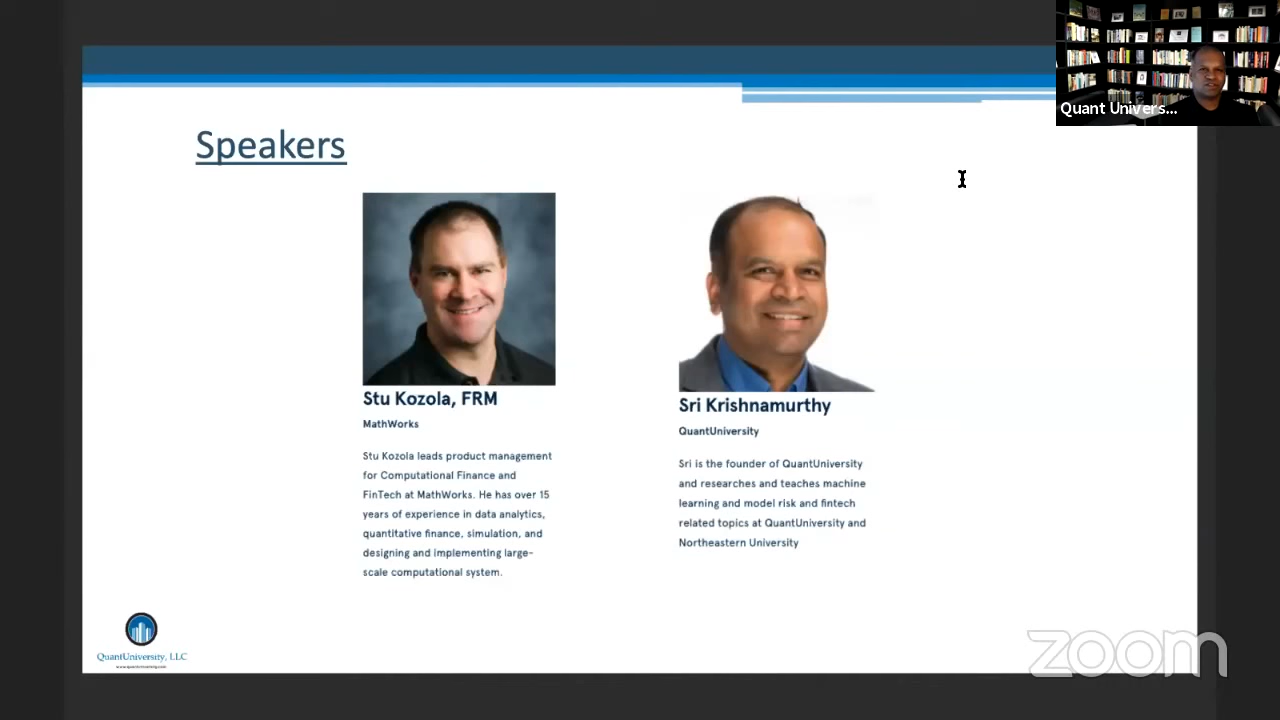 Quant Univers...
Speakers
Stu Kozola, FRM
MathWorks
Stu Kozola leads product management
for Computational Finance and
FinTech at MathWorks. He has over 15
years of experience in data analytics,
quantitative finance, simulation, and
designing and implementing large-
scale computational system.
Sri Krishnamurthy
QuantUniversity
Sri is the founder of QuantUniversity
and researches and teaches machine
learning and model risk and fintech
related topics at QuantUniversity and
Northeastern University
QuantUniversity, LLC
zoom